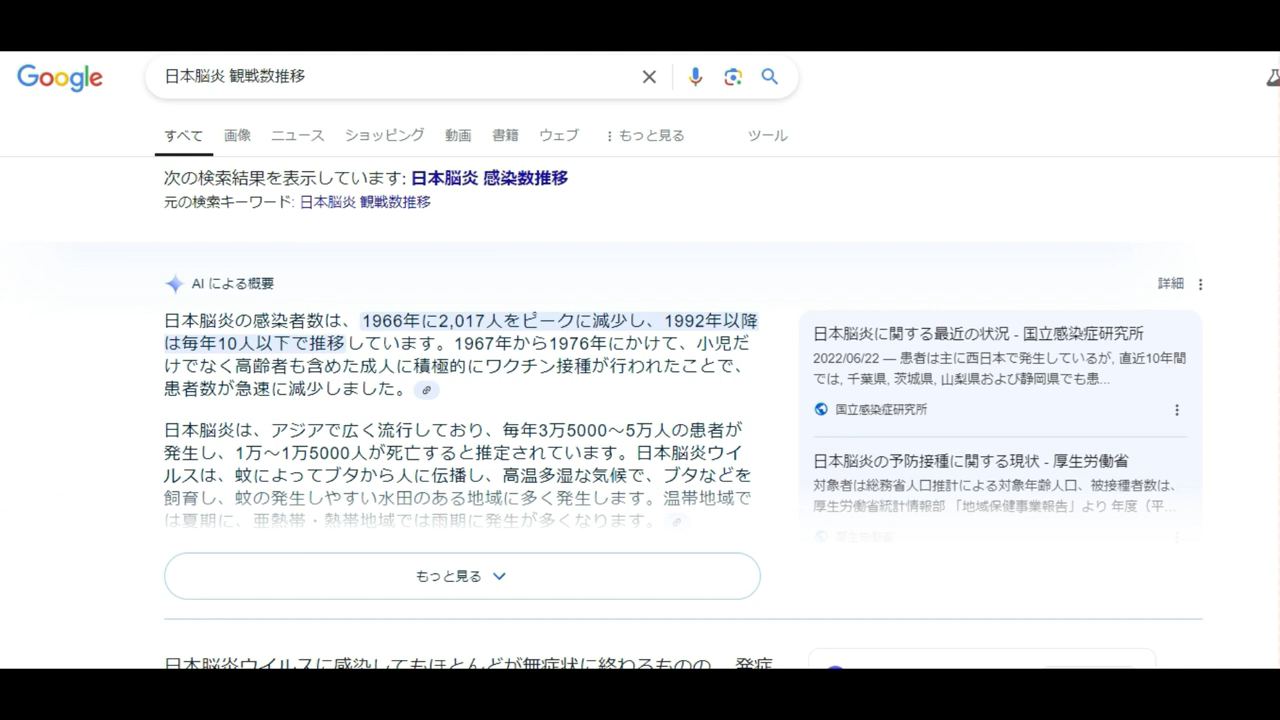 Google
日本脳炎 観戦数推移
すべて 画像 ニュース ショッピング 動画 書籍 ウェブ もっと見る ツール
次の検索結果を表示しています: 日本脳炎 感染数推移
元の検索キーワード: 日本脳炎 観戦数推移
AI による概要
詳細
日本脳炎の感染者数は、1966年に2,017人をピークに減少し、1992年以降
は毎年10人以下で推移しています。1967年から1976年にかけて、小児だ
けでなく高齢者も含めた成人に積極的にワクチン接種が行われたことで、
患者数が急速に減少しました。
日本脳炎は、アジアで広く流行しており、毎年3万5000〜5万人の患者が
発生し、1万〜1万5000人が死亡すると推定されています。日本脳炎ウイ
ルスは、蚊によってブタから人に伝播し、高温多湿な気候で、ブタなどを
飼育し、蚊の発生しやすい水田のある地域に多く発生します。温帯地域で
は夏期に、亜熱帯・熱帯地域では雨期に発生が多くなります。
日本脳炎に関する最近の状況 - 国立感染症研究所
2022/06/22 — 患者は主に西日本で発生しているが, 直近10年間
では, 千葉県, 茨城県, 山梨県および静岡県でも患...
国立感染症研究所
日本脳炎の予防接種に関する現状 - 厚生労働省
対象者は総務省人口推計による対象年齢人口、被接種者数は、
厚生労働省統計情報部 「地域保健事業報告」より 年度（平...
厚生労働省
もっと見る
日本脳炎ウイルスに感染してもほとんどが無症状に終わるものの、 発症